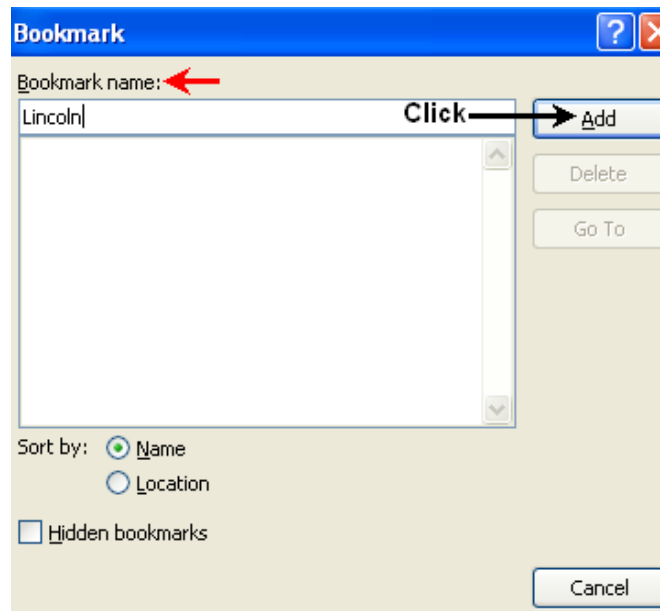 Bookmark
?
Bookmark name:
Lincoln
Click
Add
Delete
Go To
Sort by:
Name
Location
Hidden bookmarks
Cancel